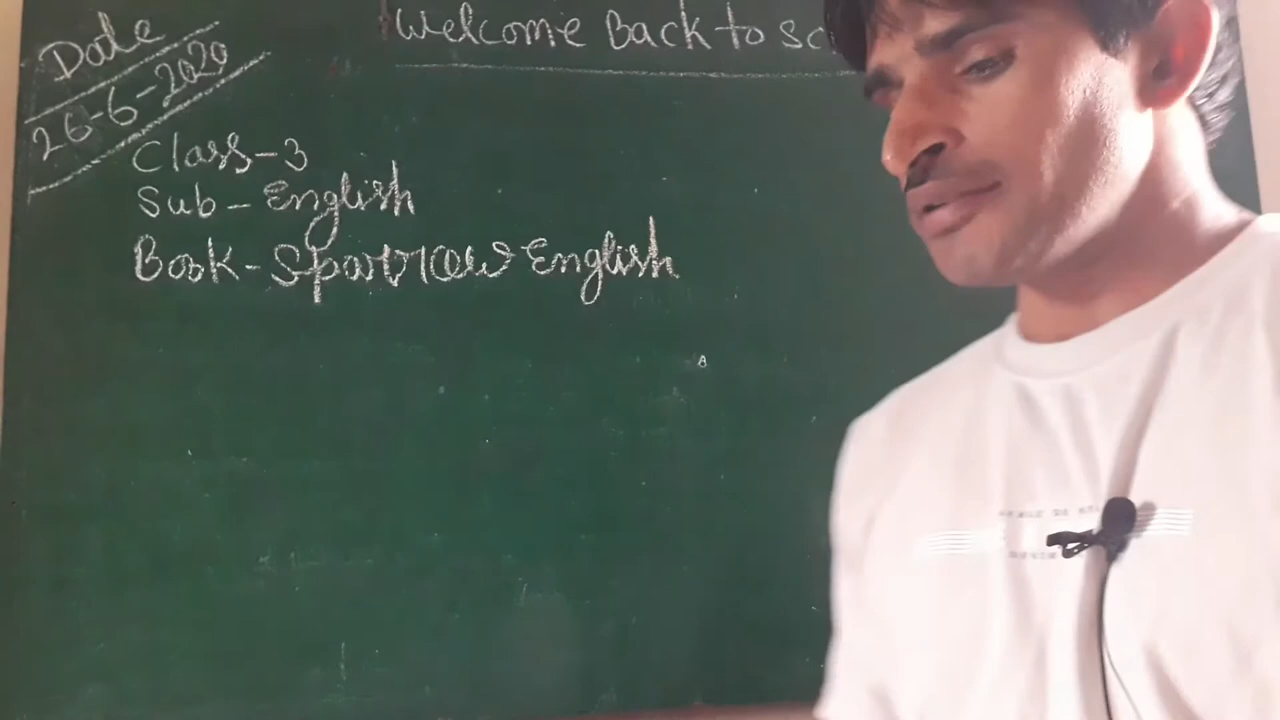 Welcome Back to sc
Date
26-6-2020
Class-3
Sub-English
Book-Sparrow English